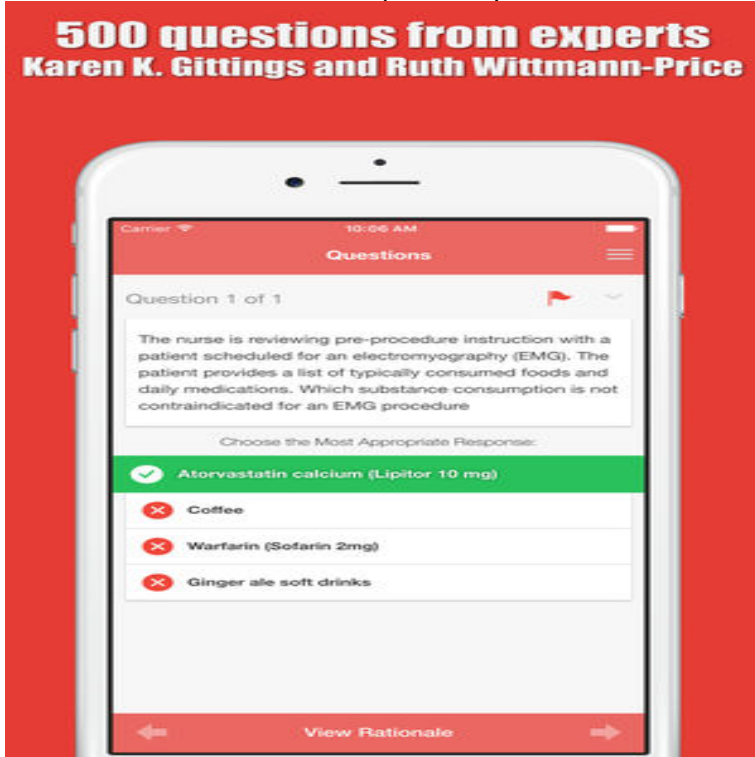 500 questions from experts
Karen K. Gittings and Ruth Wittmann-Price
Carrier 10:06 AM
Questions
Question 1 of 1
The nurse is reviewing pre-procedure instruction with a
patient scheduled for an electromyography (EMG). The
patient provides a list of typically consumed foods and
daily medications. Which substance consumption is not
contraindicated for an EMG procedure
Choose the Most Appropriate Response:
Atorvastatin calcium (Lipitor 10 mg)
Coffee
Warfarin (Sofarin 2mg)
Ginger ale soft drinks
View Rationale